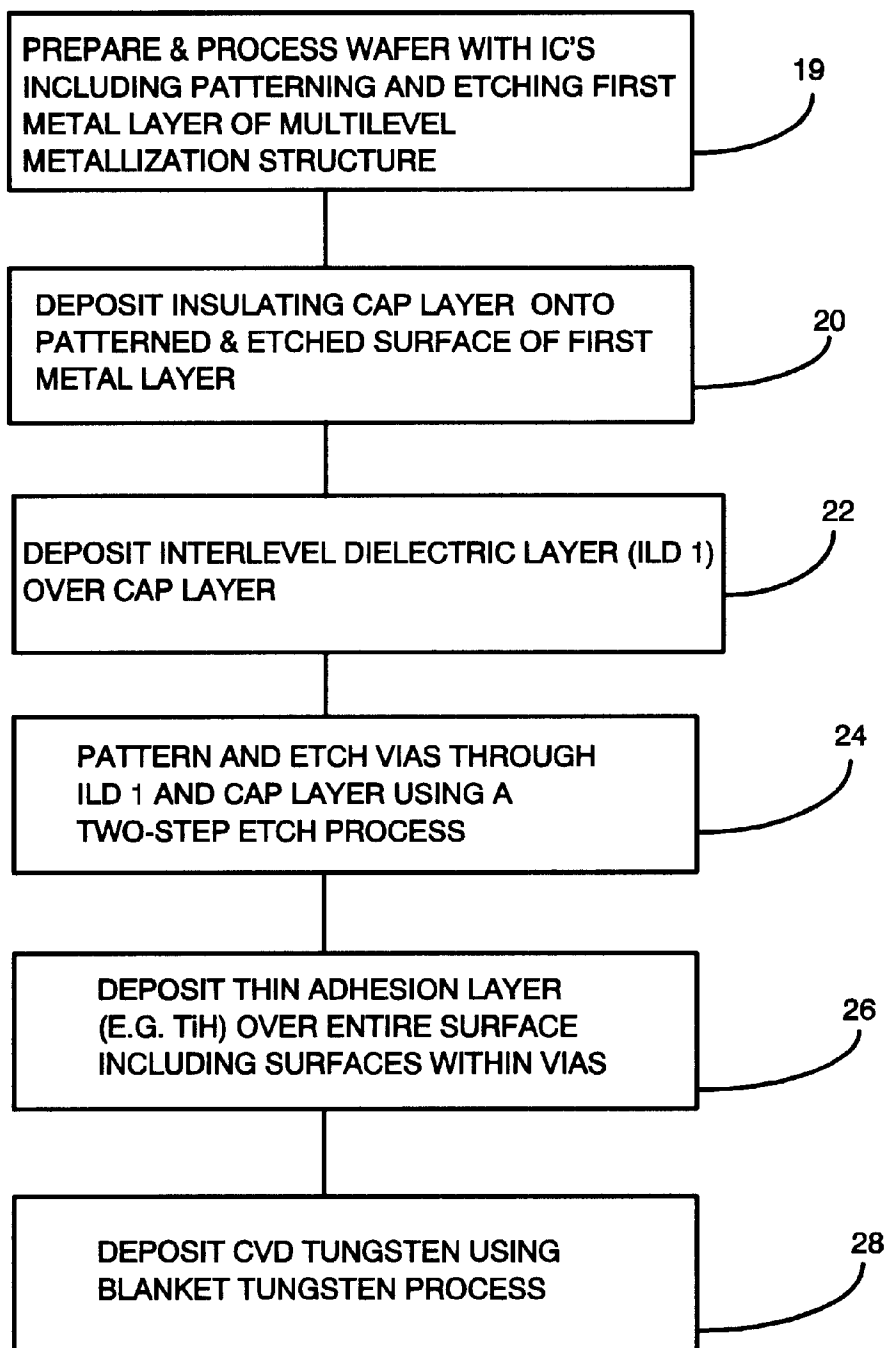 PREPARE & PROCESS WAFER WITH IC'S
INCLUDING PATTERNING AND ETCHING FIRST
METAL LAYER OF MULTILEVEL
METALLIZATION STRUCTURE
19
DEPOSIT INSULATING CAP LAYER ONTO
PATTERNED & ETCHED SURFACE OF FIRST
METAL LAYER
20
DEPOSIT INTERLEVEL DIELECTRIC LAYER (ILD 1)
OVER CAP LAYER
22
PATTERN AND ETCH VIAS THROUGH
ILD 1 AND CAP LAYER USING A
TWO-STEP ETCH PROCESS
24
DEPOSIT THIN ADHESION LAYER
(E.G. TiH) OVER ENTIRE SURFACE
INCLUDING SURFACES WITHIN VIAS
26
DEPOSIT CVD TUNGSTEN USING
BLANKET TUNGSTEN PROCESS
28